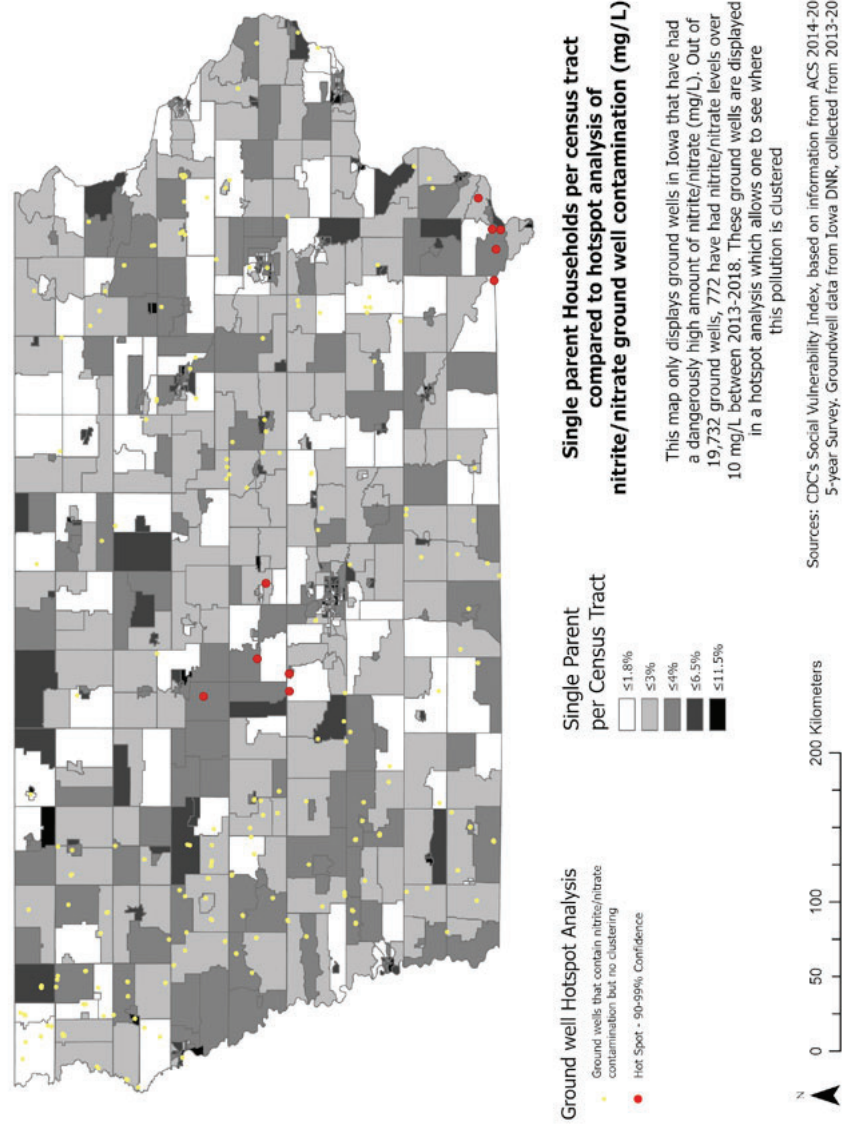 Single parent Households per census tract
compared to hotspot analysis of
nitrite/nitrate ground well contamination (mg/L)
This map only displays ground wells in Iowa that have had
a dangerously high amount of nitrite/nitrate (mg/L). Out of
19,732 ground wells, 772 have had nitrite/nitrate levels over
10 mg/L between 2013-2018. These ground wells are displayed
in a hotspot analysis which allows one to see where
this pollution is clustered
Sources: CDC's Social Vulnerability Index, based on information from ACS 2014-20
5-year Survey. Groundwell data from Iowa DNR, collected from 2013-20
Single Parent
per Census Tract
≤1.8%
≤3%
≤4%
≤6.5%
≤11.5%
Ground well Hotspot Analysis
Ground wells that contain nitrite/nitrate
contamination but no clustering
Hot Spot - 90-99% Confidence
N
0 50 100 200 Kilometers